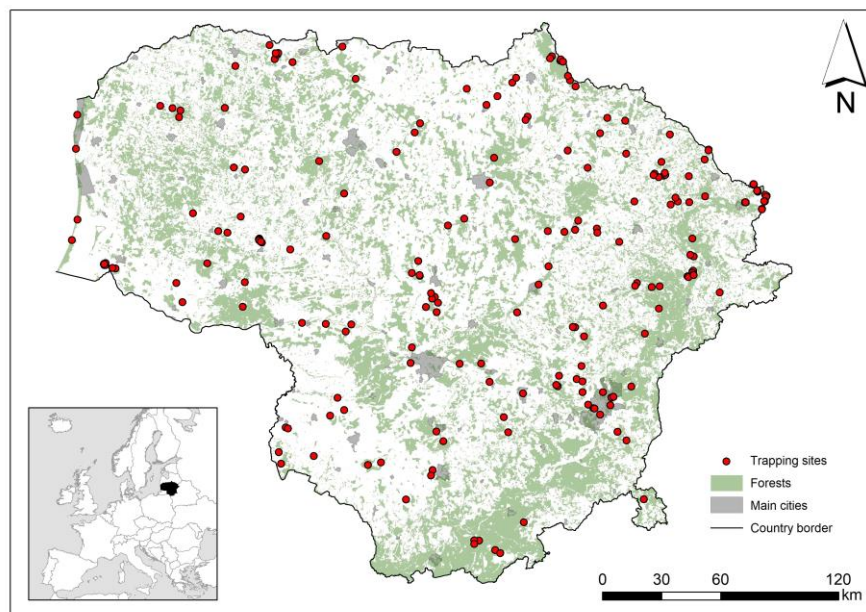 N
Trapping sites
Forests
Main cities
Country border
0 30 60 120
km